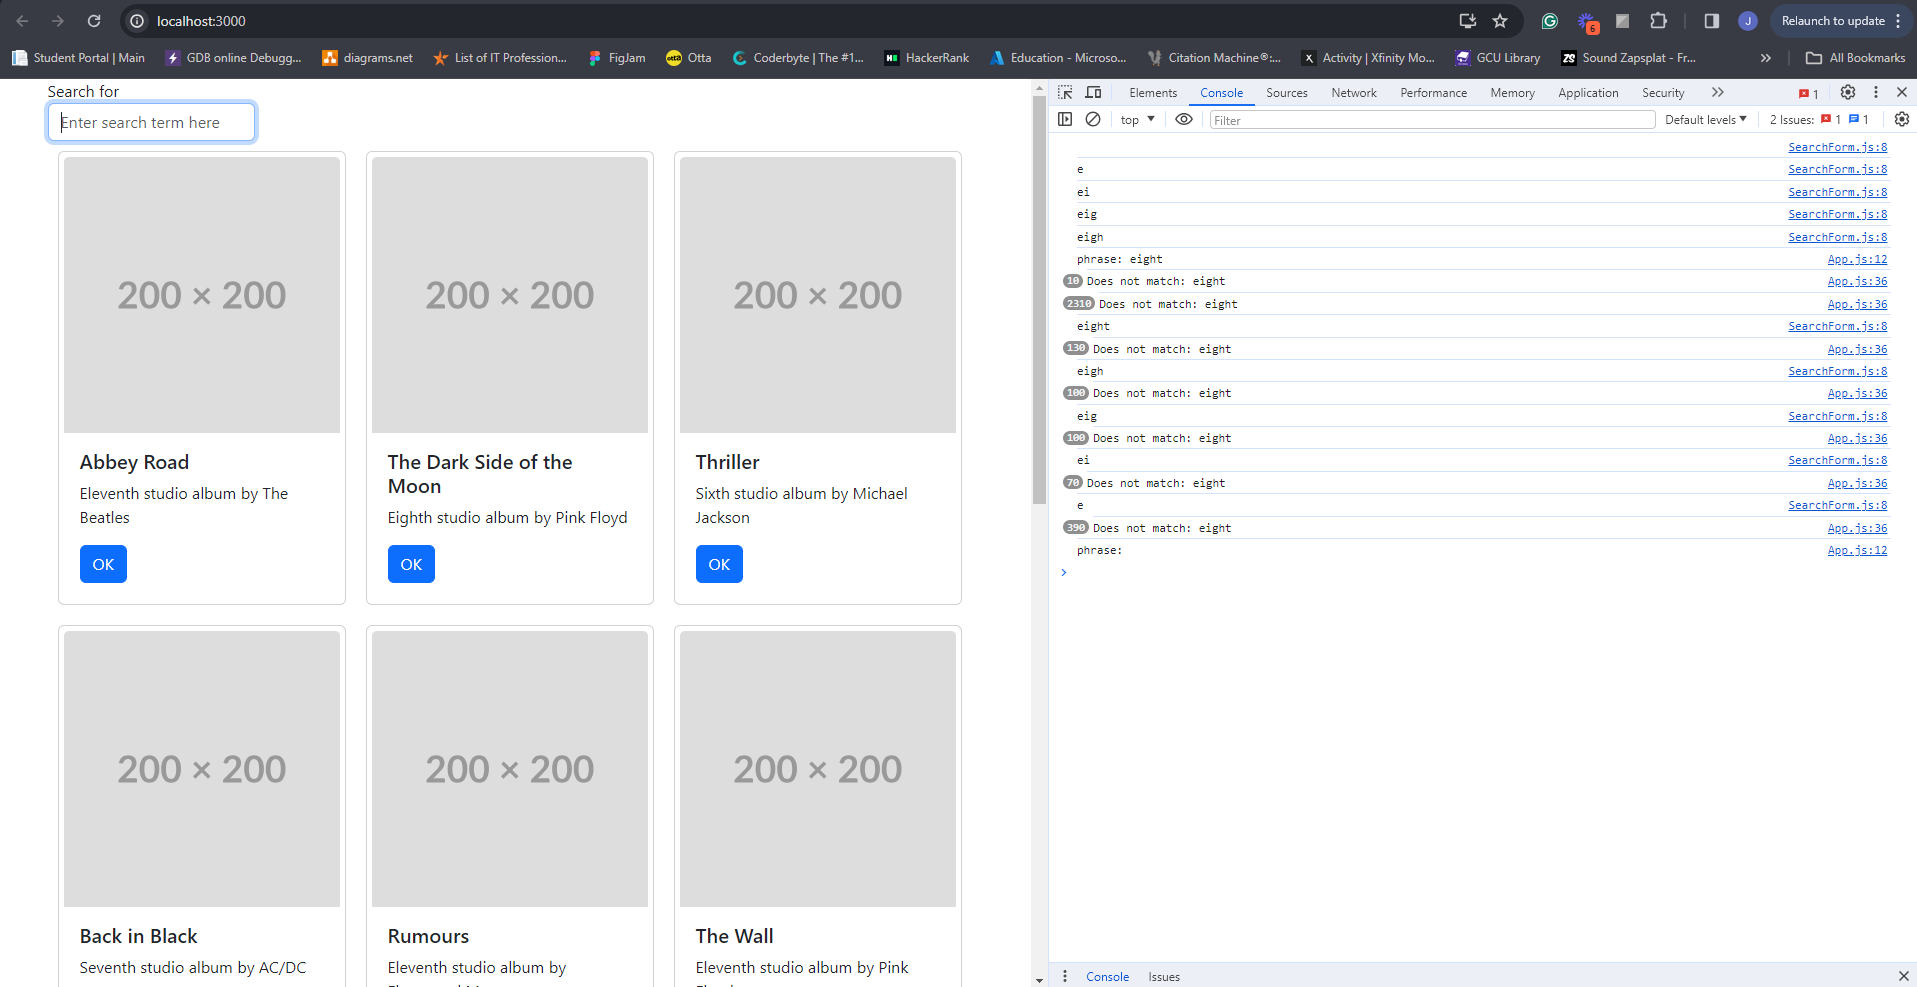 localhost:3000
6
J
Relaunch to update
Student Portal | Main
GDB online Debugg...
diagrams.net
List of IT Profession...
FigJam
otta
Otta
Coderbyte | The #1...
HackerRank
Education - Microso...
Citation Machine®:...
X
Activity | Xfinity Mo...
GCU Library
ZS
Sound Zapsplat - Fr...
All Bookmarks
Search for
Enter search term here
200 × 200
200 × 200
200 × 200
Abbey Road
Eleventh studio album by The
Beatles
OK
The Dark Side of the
Moon
Eighth studio album by Pink Floyd
OK
Thriller
Sixth studio album by Michael
Jackson
OK
200 × 200
200 × 200
200 × 200
Back in Black
Seventh studio album by AC/DC
Rumours
Eleventh studio album by
The Wall
Eleventh studio album by Pink
Elements Console Sources Network Performance Memory Application Security 1
top Filter Default levels 2 Issues: 1 1
SearchForm.js:8
e SearchForm.js:8
ei SearchForm.js:8
eig SearchForm.js:8
eigh SearchForm.js:8
phrase: eight App.js:12
10 Does not match: eight App.js:36
2310 Does not match: eight App.js:36
eight SearchForm.js:8
130 Does not match: eight App.js:36
eigh SearchForm.js:8
100 Does not match: eight App.js:36
eig SearchForm.js:8
100 Does not match: eight App.js:36
ei SearchForm.js:8
70 Does not match: eight App.js:36
e SearchForm.js:8
390 Does not match: eight App.js:36
phrase: App.js:12
Console Issues